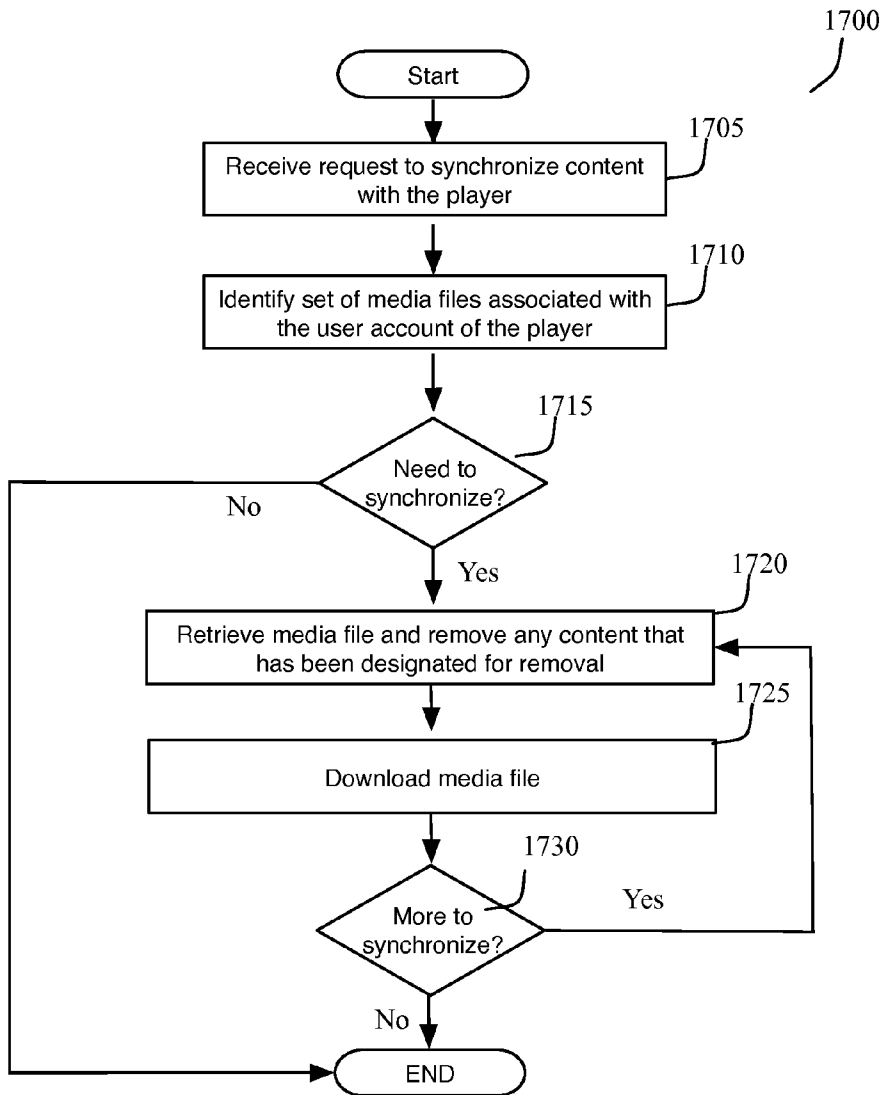 1700
Start
1705
Receive request to synchronize content
with the player
1710
Identify set of media files associated with
the user account of the player
1715
Need to
synchronize?
No
Yes
1720
Retrieve media file and remove any content that
has been designated for removal
1725
Download media file
1730
More to
synchronize?
Yes
No
END